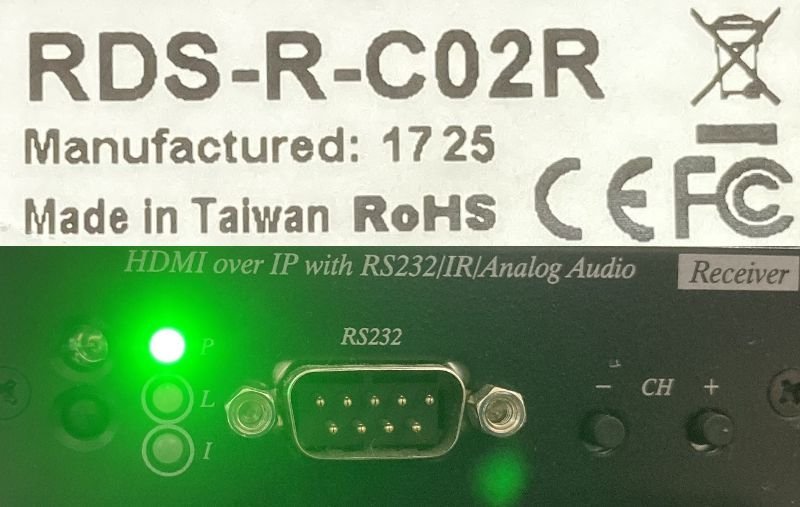 RDS-R-C02R
Manufactured: 17 25
Made in Taiwan RoHS CE FC
HDMI over IP with RS232/IR/Analog Audio Receiver
P
RS232
L
− CH +
I